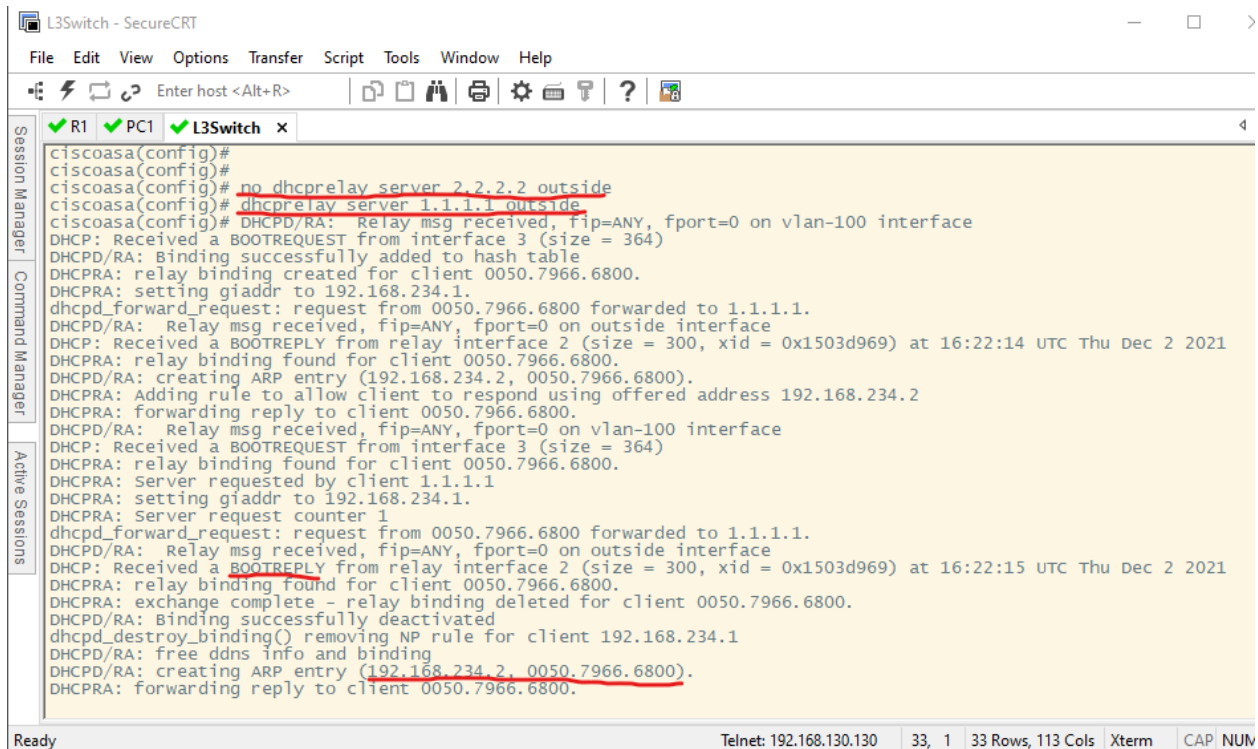 L3Switch - SecureCRT
File Edit View Options Transfer Script Tools Window Help
Enter host <Alt+R>
R1 PC1 L3Switch ×
Session Manager
Command Manager
Active Sessions
ciscoasa(config)#
ciscoasa(config)#
ciscoasa(config)# no dhcprelay server 2.2.2.2 outside
ciscoasa(config)# dhcprelay server 1.1.1.1 outside
ciscoasa(config)# DHCPD/RA:  Relay msg received, fip=ANY, fport=0 on vlan-100 interface
DHCP: Received a BOOTREQUEST from interface 3 (size = 364)
DHCPD/RA: Binding successfully added to hash table
DHCPRA: relay binding created for client 0050.7966.6800.
DHCPRA: setting giaddr to 192.168.234.1.
dhcpd_forward_request: request from 0050.7966.6800 forwarded to 1.1.1.1.
DHCPD/RA:  Relay msg received, fip=ANY, fport=0 on outside interface
DHCP: Received a BOOTREPLY from relay interface 2 (size = 300, xid = 0x1503d969) at 16:22:14 UTC Thu Dec 2 2021
DHCPRA: relay binding found for client 0050.7966.6800.
DHCPD/RA: creating ARP entry (192.168.234.2, 0050.7966.6800).
DHCPRA: Adding rule to allow client to respond using offered address 192.168.234.2
DHCPRA: forwarding reply to client 0050.7966.6800.
DHCPD/RA:  Relay msg received, fip=ANY, fport=0 on vlan-100 interface
DHCP: Received a BOOTREQUEST from interface 3 (size = 364)
DHCPRA: relay binding found for client 0050.7966.6800.
DHCPRA: Server requested by client 1.1.1.1
DHCPRA: setting giaddr to 192.168.234.1.
DHCPRA: Server request counter 1
dhcpd_forward_request: request from 0050.7966.6800 forwarded to 1.1.1.1.
DHCPD/RA:  Relay msg received, fip=ANY, fport=0 on outside interface
DHCP: Received a BOOTREPLY from relay interface 2 (size = 300, xid = 0x1503d969) at 16:22:15 UTC Thu Dec 2 2021
DHCPRA: relay binding found for client 0050.7966.6800.
DHCPRA: exchange complete - relay binding deleted for client 0050.7966.6800.
DHCPD/RA: Binding successfully deactivated
dhcpd_destroy_binding() removing NP rule for client 192.168.234.1
DHCPD/RA: free ddns info and binding
DHCPD/RA: creating ARP entry (192.168.234.2, 0050.7966.6800).
DHCPRA: forwarding reply to client 0050.7966.6800.
Ready Telnet: 192.168.130.130 33, 1 33 Rows, 113 Cols Xterm CAP NUM